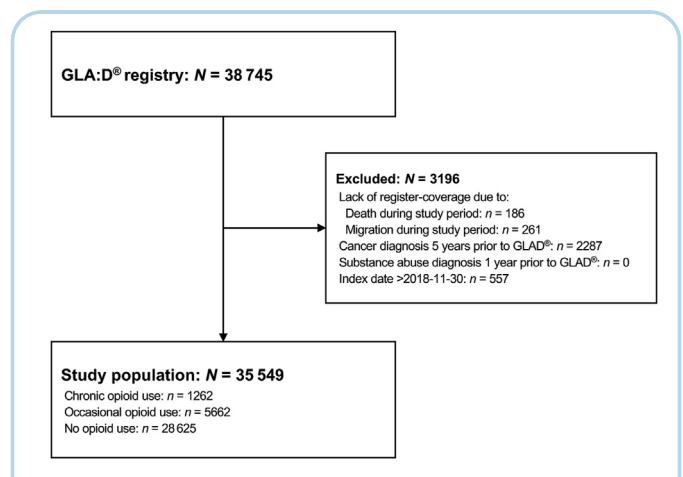 GLA:D® registry: N = 38 745
Excluded: N = 3196
Lack of register-coverage due to:
Death during study period: n = 186
Migration during study period: n = 261
Cancer diagnosis 5 years prior to GLAD®: n = 2287
Substance abuse diagnosis 1 year prior to GLAD®: n = 0
Index date >2018-11-30: n = 557
Study population: N = 35 549
Chronic opioid use: n = 1262
Occasional opioid use: n = 5662
No opioid use: n = 28 625